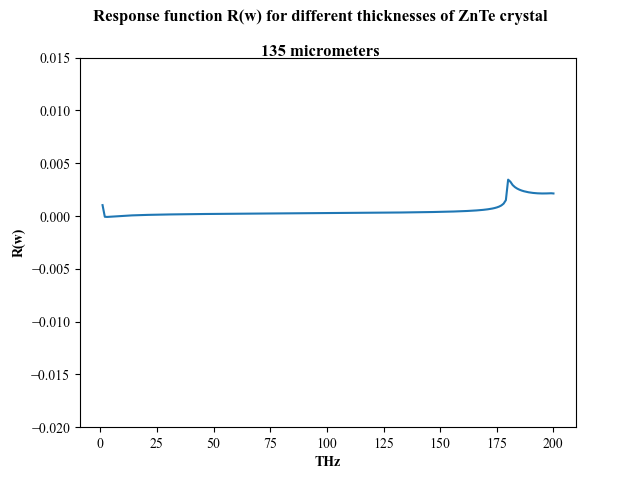 Response function R(w) for different thicknesses of ZnTe crystal
135 micrometers
0.015
0.010
0.005
0.000
−0.005
−0.010
−0.015
−0.020
R(w)
0 25 50 75 100 125 150 175 200
THz